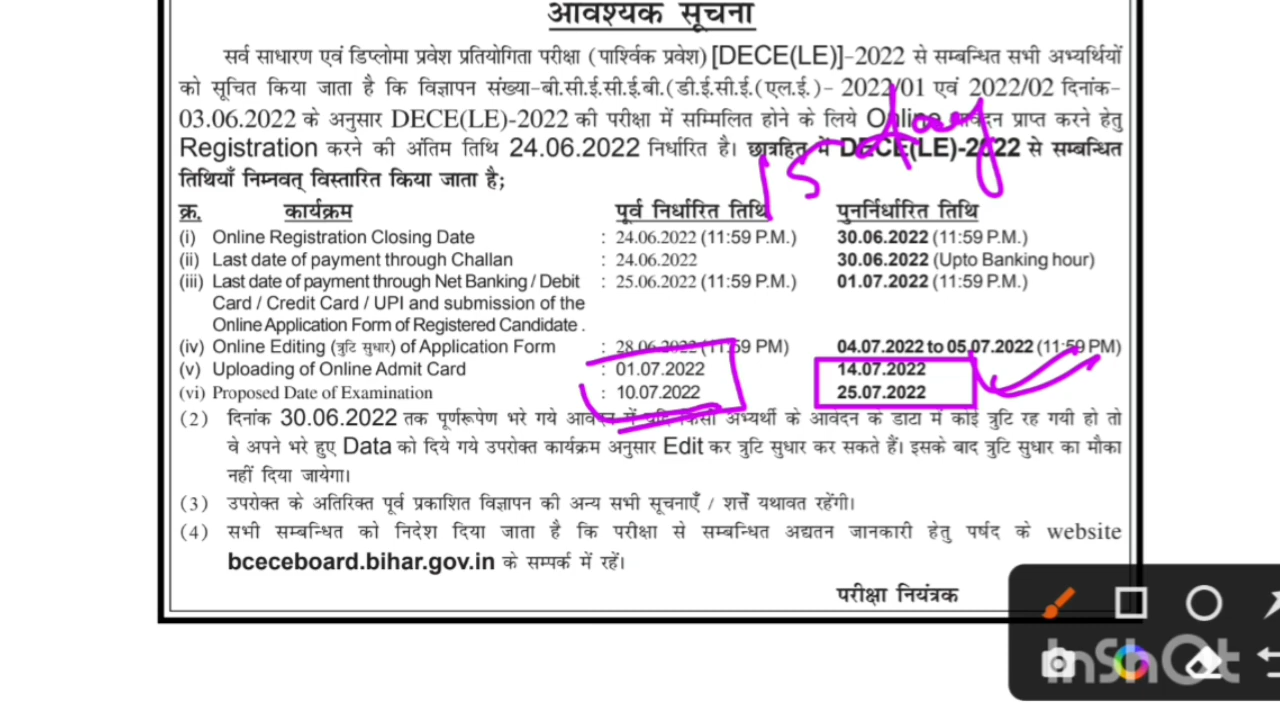 आवश्यक सूचना
सर्व साधारण एवं डिप्लोमा प्रवेश प्रतियोगिता परीक्षा (पार्श्विक प्रवेश) [DECE(LE)]-2022 से सम्बन्धित सभी अभ्यर्थियों
को सूचित किया जाता है कि विज्ञापन संख्या-बी.सी.ई.सी.ई.बी.(डी.ई.सी.ई.(एल.ई.)- 2022/01 एवं 2022/02 दिनांक-
03.06.2022 के अनुसार DECE(LE)-2022 की परीक्षा में सम्मिलित होने के लिये Online आवेदन प्राप्त करने हेतु
Registration करने की अंतिम तिथि 24.06.2022 निर्धारित है। छात्रहित में DECE(LE)-2022 से सम्बन्धित
तिथियाँ निम्नवत् विस्तारित किया जाता है;
15 day
क्र. कार्यक्रम पूर्व निर्धारित तिथि पुनर्निर्धारित तिथि
(i) Online Registration Closing Date : 24.06.2022 (11:59 P.M.) 30.06.2022 (11:59 P.M.)
(ii) Last date of payment through Challan : 24.06.2022 30.06.2022 (Upto Banking hour)
(iii) Last date of payment through Net Banking / Debit : 25.06.2022 (11:59 P.M.) 01.07.2022 (11:59 P.M.)
Card / Credit Card / UPI and submission of the
Online Application Form of Registered Candidate .
(iv) Online Editing (त्रुटि सुधार) of Application Form : 28.06.2022 (11:59 PM) 04.07.2022 to 05.07.2022 (11:59 PM)
(v) Uploading of Online Admit Card : 01.07.2022 14.07.2022
(vi) Proposed Date of Examination : 10.07.2022 25.07.2022
(2) दिनांक 30.06.2022 तक पूर्णरूपेण भरे गये आवेदन में यदि किसी अभ्यर्थी के आवेदन के डाटा में कोई त्रुटि रह गयी हो तो
वे अपने भरे हुए Data को दिये गये उपरोक्त कार्यक्रम अनुसार Edit कर त्रुटि सुधार कर सकते हैं। इसके बाद त्रुटि सुधार का मौका
नहीं दिया जायेगा।
(3) उपरोक्त के अतिरिक्त पूर्व प्रकाशित विज्ञापन की अन्य सभी सूचनाएँ / शर्त्तें यथावत रहेंगी।
(4) सभी सम्बन्धित को निदेश दिया जाता है कि परीक्षा से सम्बन्धित अद्यतन जानकारी हेतु पर्षद के website
bceceboard.bihar.gov.in के सम्पर्क में रहें।
परीक्षा नियंत्रक
InShOt